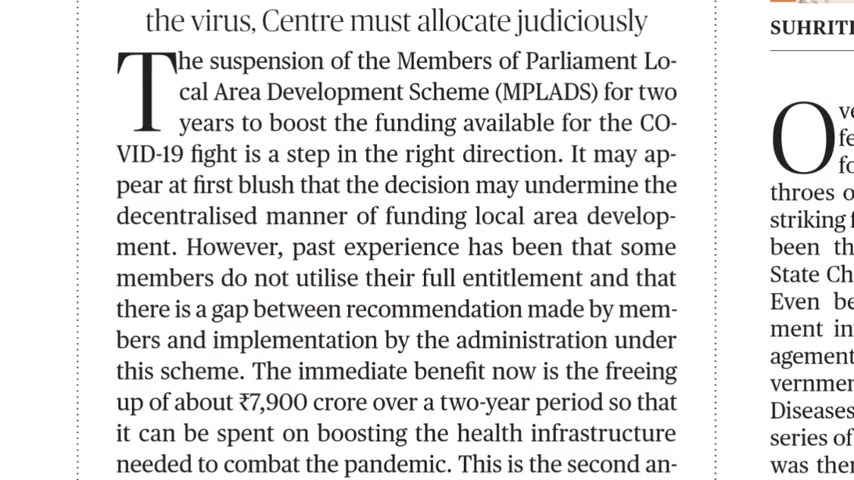 the virus, Centre must allocate judiciously
The suspension of the Members of Parliament Lo-
cal Area Development Scheme (MPLADS) for two
years to boost the funding available for the CO-
VID-19 fight is a step in the right direction. It may ap-
pear at first blush that the decision may undermine the
decentralised manner of funding local area develop-
ment. However, past experience has been that some
members do not utilise their full entitlement and that
there is a gap between recommendation made by mem-
bers and implementation by the administration under
this scheme. The immediate benefit now is the freeing
up of about ₹7,900 crore over a two-year period so that
it can be spent on boosting the health infrastructure
needed to combat the pandemic. This is the second an-
SUHRITH
Ove
fe
fo
throes o
striking f
been th
State Ch
Even be
ment in
agement
vernmen
Diseases
series of
was ther